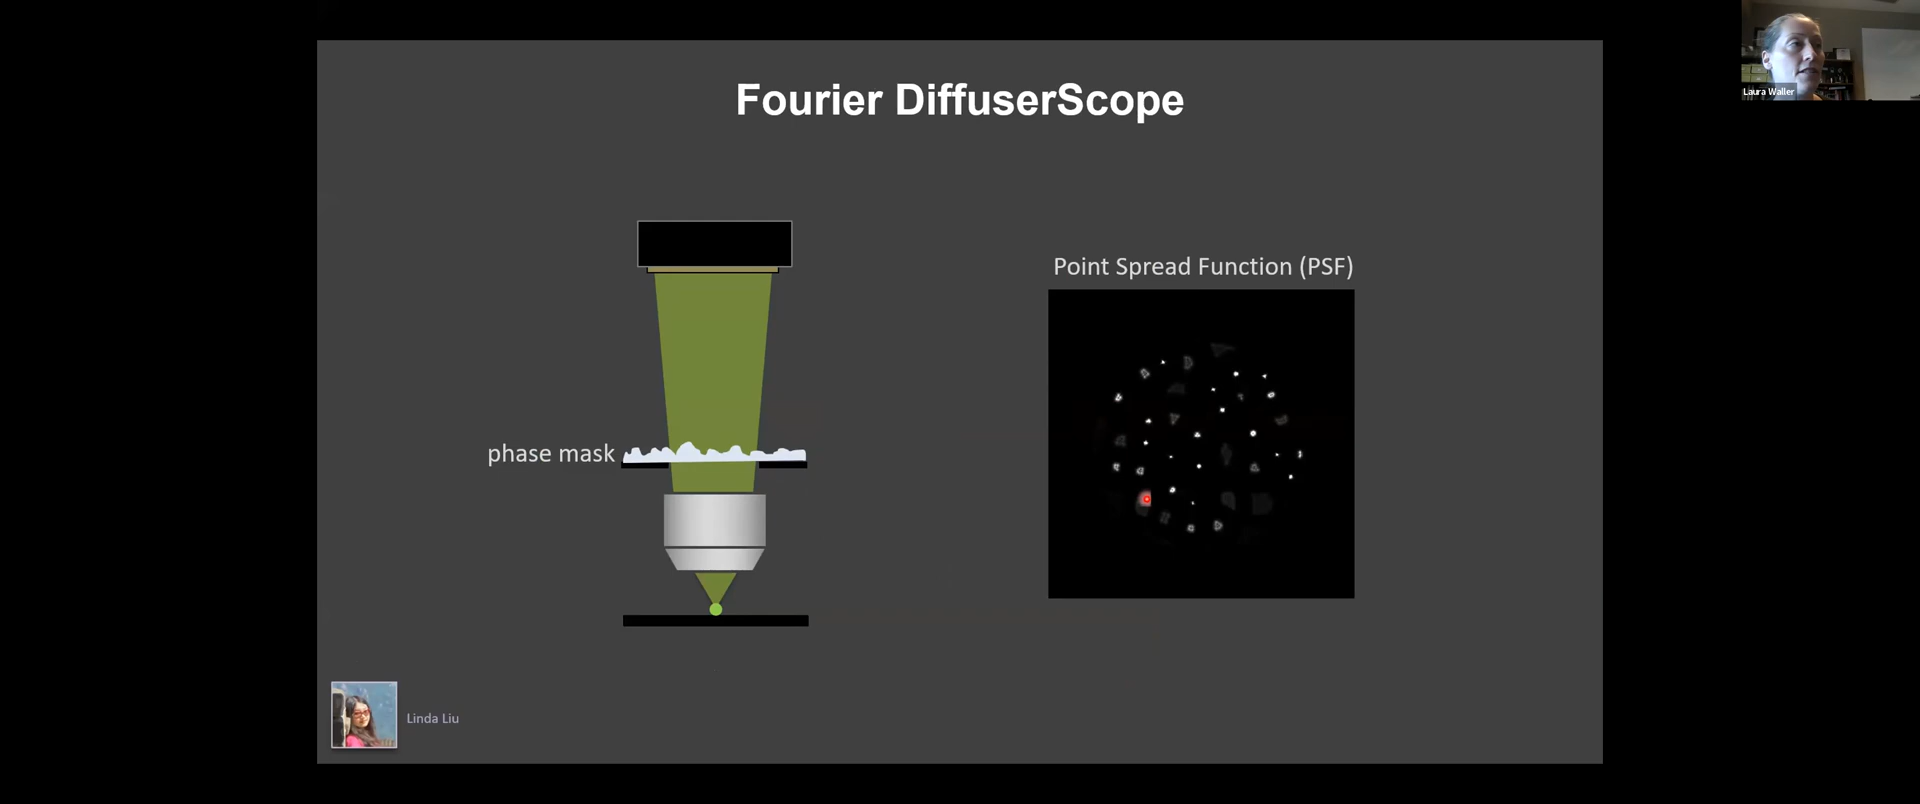 Fourier DiffuserScope
Laura Waller
Point Spread Function (PSF)
phase mask
Linda Liu